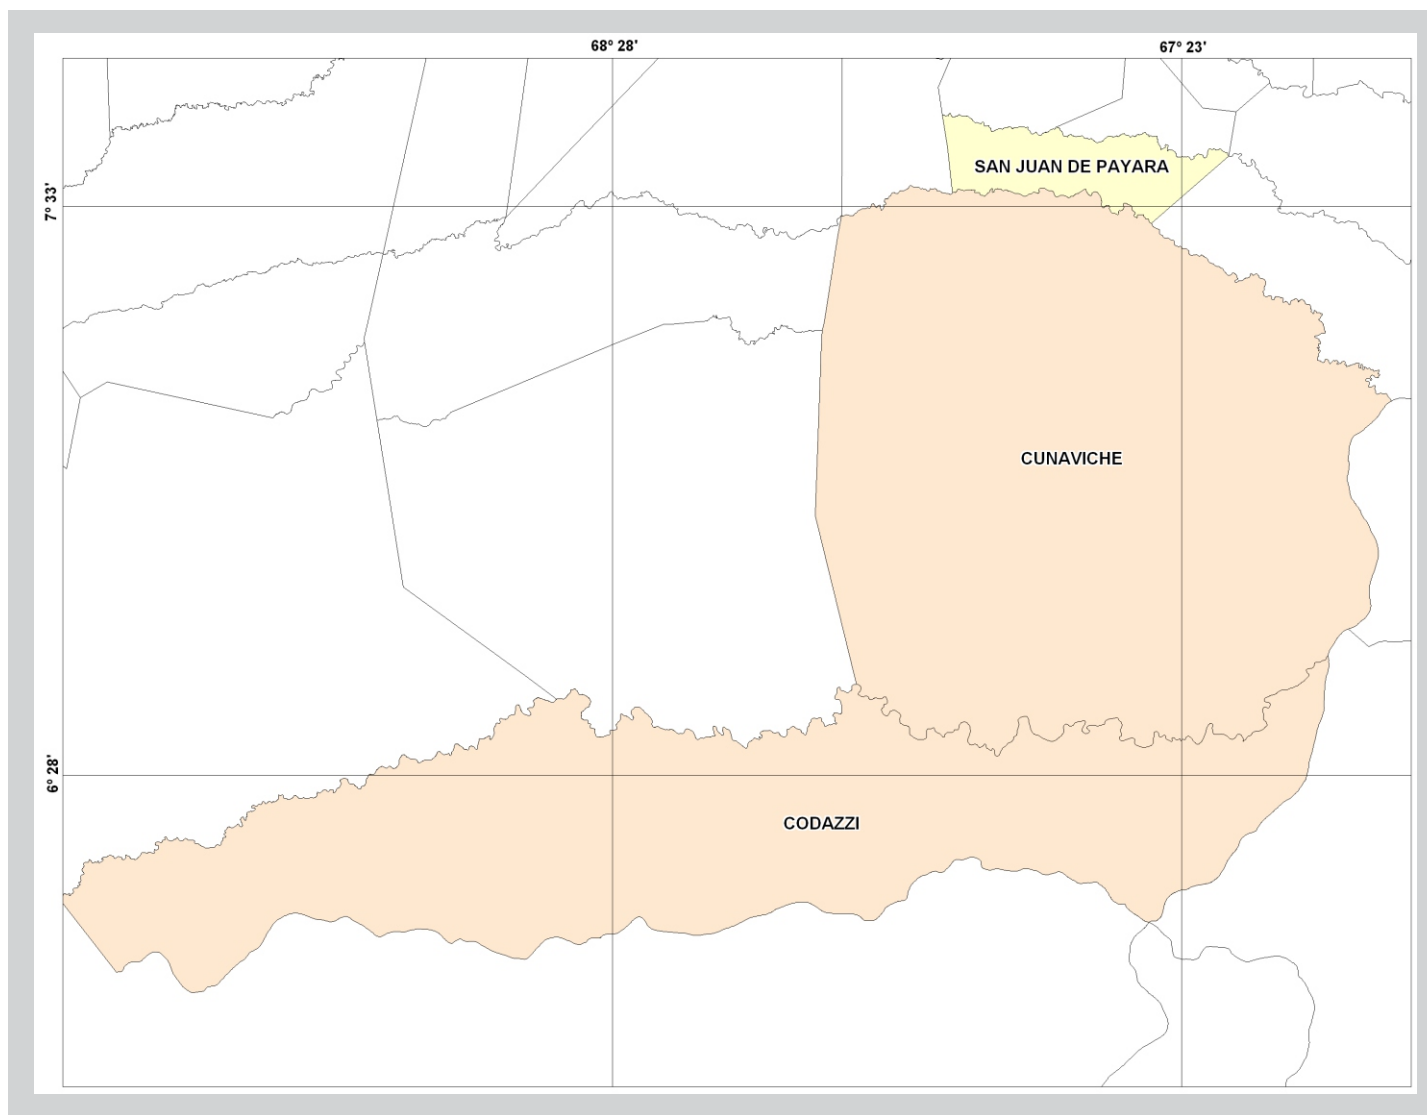 68° 28'
67° 23'
SAN JUAN DE PAYARA
7° 33'
CUNAVICHE
6° 28'
CODAZZI